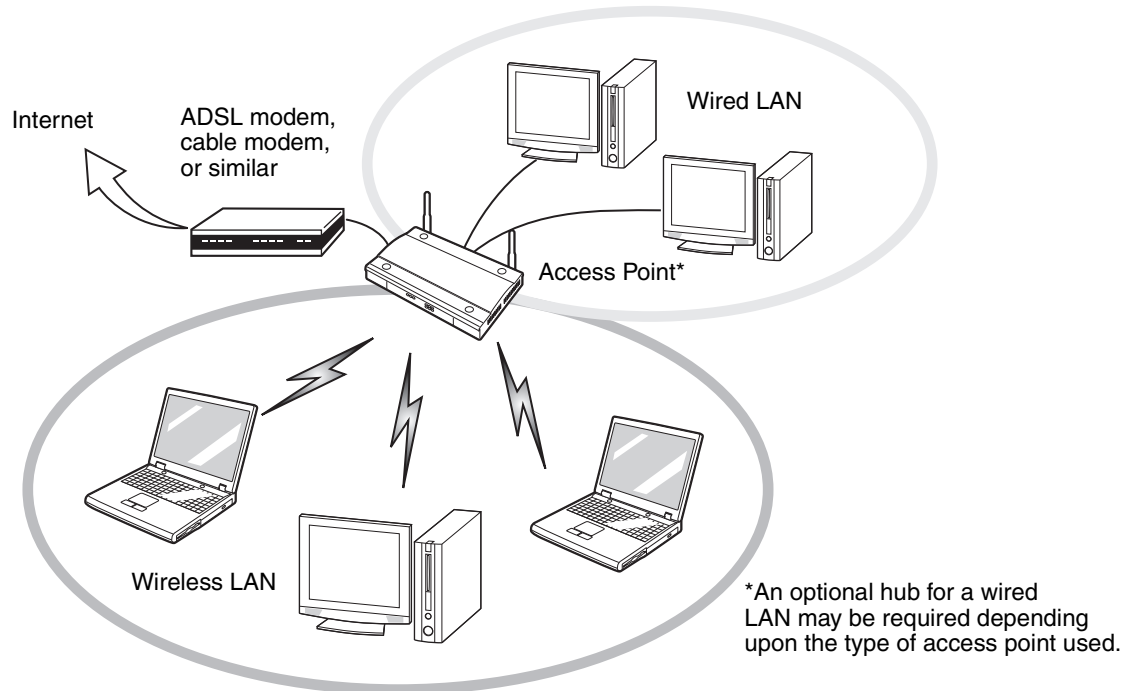 Internet
ADSL modem,
cable modem,
or similar
Wired LAN
Access Point*
Wireless LAN
*An optional hub for a wired
LAN may be required depending
upon the type of access point used.